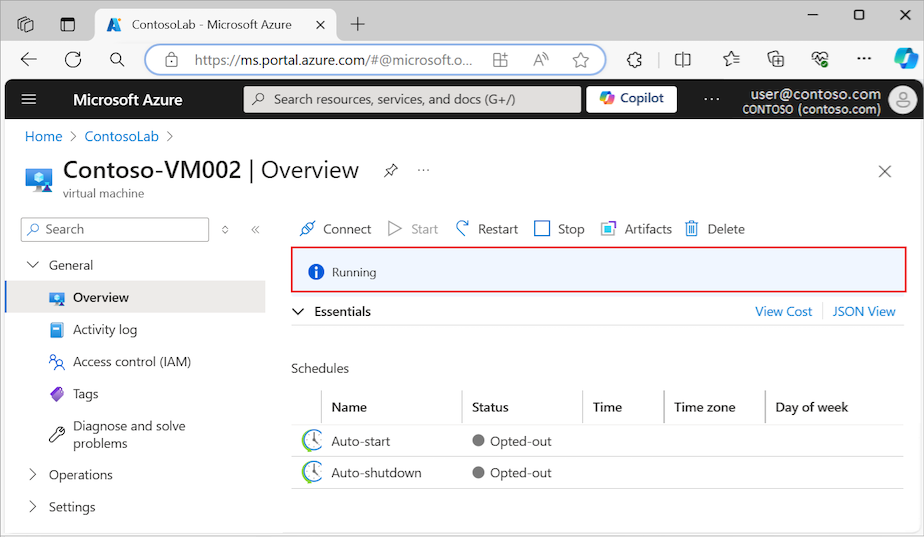 ContosoLab - Microsoft Azure
https://ms.portal.azure.com/#@microsoft.o...
Microsoft Azure
Search resources, services, and docs (G+/)
Copilot
user@contoso.com
CONTOSO (contoso.com)
Home > ContosoLab >
Contoso-VM002 | Overview
virtual machine
Search
Connect
Start
Restart
Stop
Artifacts
Delete
General
Running
Overview
Essentials
View Cost
JSON View
Activity log
Access control (IAM)
Tags
Diagnose and solve
problems
Operations
Settings
Schedules
Name Status Time Time zone Day of week
Auto-start Opted-out
Auto-shutdown Opted-out